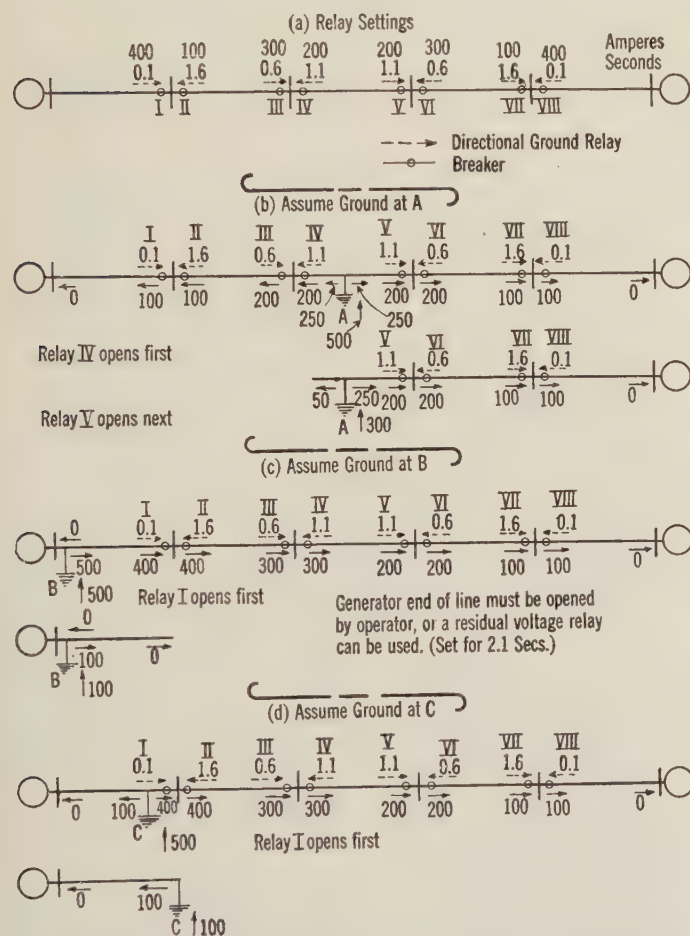 (a) Relay Settings
400 100 300 200 200 300 100 400 Amperes
0.1 1.6 0.6 1.1 1.1 0.6 1.6 0.1 Seconds
I II III IV V VI VII VIII
Directional Ground Relay
Breaker
(b) Assume Ground at A
I II III IV V VI VII VIII
0.1 1.6 0.6 1.1 1.1 0.6 1.6 0.1
0 100 100 200 200 200 200 100 100 0
250 A 250
500
Relay IV opens first
V VI VII VIII
1.1 0.6 1.6 0.1
50 250 200 200 100 100 0
A 300
Relay V opens next
(c) Assume Ground at B
I II III IV V VI VII VIII
0 0.1 1.6 0.6 1.1 1.1 0.6 1.6 0.1
500 400 400 300 300 200 200 100 100 0
B 500 Relay I opens first
Generator end of line must be opened
by operator, or a residual voltage relay
can be used. (Set for 2.1 Secs.)
0
100 0
B 100
(d) Assume Ground at C
I II III IV V VI VII VIII
0.1 1.6 0.6 1.1 1.1 0.6 1.6 0.1
0 100 400 400 300 300 200 200 100 100 0
C 500 Relay I opens first
0 100
C 100